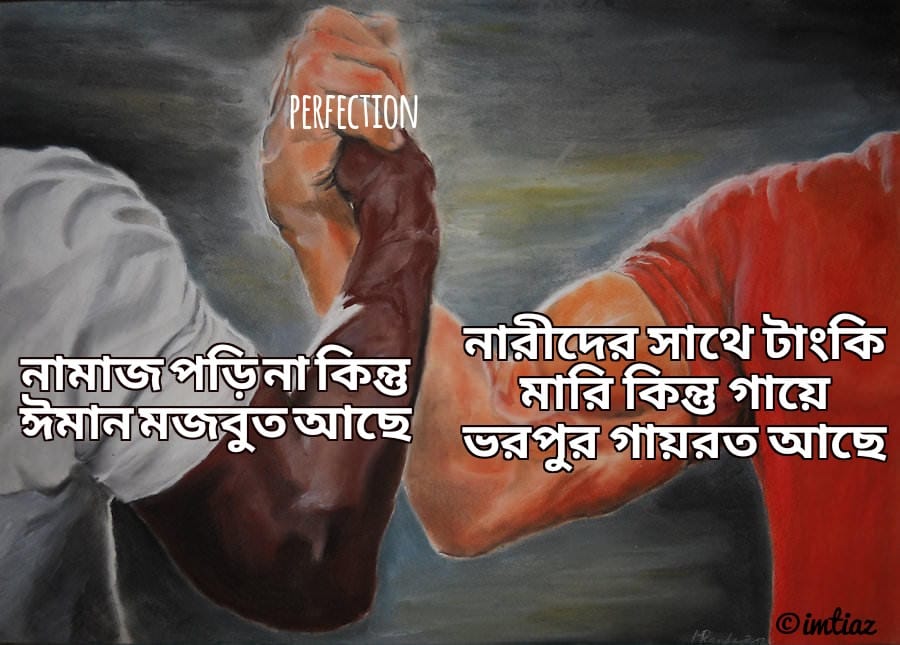 PERFECTION
নামাজ পড়ি না কিন্তু
ঈমান মজবুত আছে
নারীদের সাথে টাংকি
মারি কিন্তু গায়ে
ভরপুর গায়রত আছে
© imtiaz